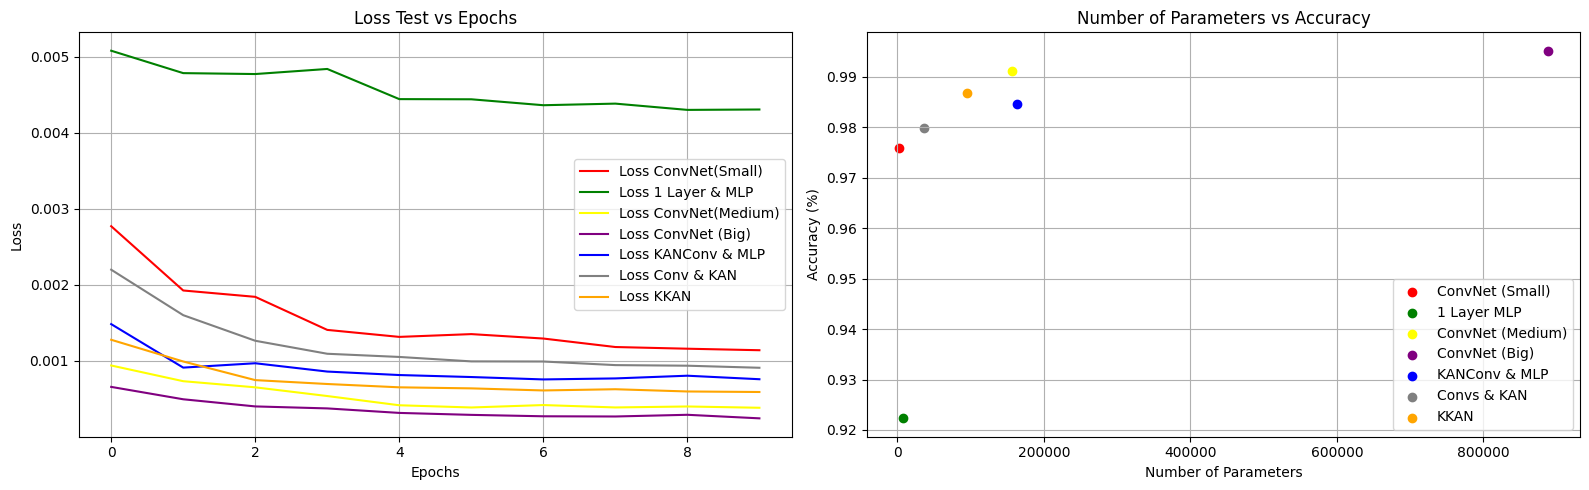 Loss Test vs Epochs
0.005
0.004
0.003
0.002
0.001
Loss
0
2
4
6
8
Epochs
Loss ConvNet(Small)
Loss 1 Layer & MLP
Loss ConvNet(Medium)
Loss ConvNet (Big)
Loss KANConv & MLP
Loss Conv & KAN
Loss KKAN
Number of Parameters vs Accuracy
0.99
0.98
0.97
0.96
0.95
0.94
0.93
0.92
Accuracy (%)
0
200000
400000
600000
800000
Number of Parameters
ConvNet (Small)
1 Layer MLP
ConvNet (Medium)
ConvNet (Big)
KANConv & MLP
Convs & KAN
KKAN